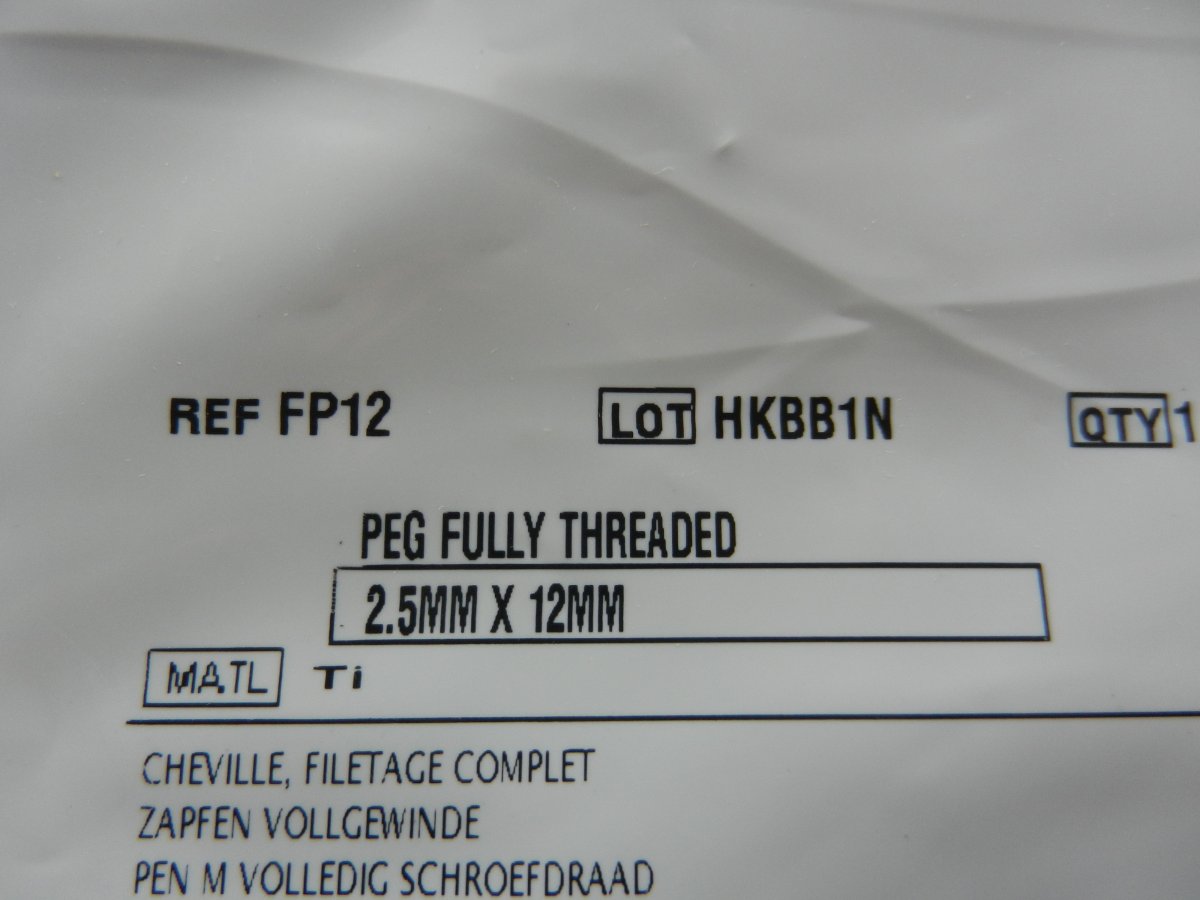 REF FP12 LOT HKBB1N QTY 1
PEG FULLY THREADED
2.5MM X 12MM
MATL Ti
CHEVILLE, FILETAGE COMPLET
ZAPFEN VOLLGEWINDE
PEN M VOLLEDIG SCHROEFDRAAD